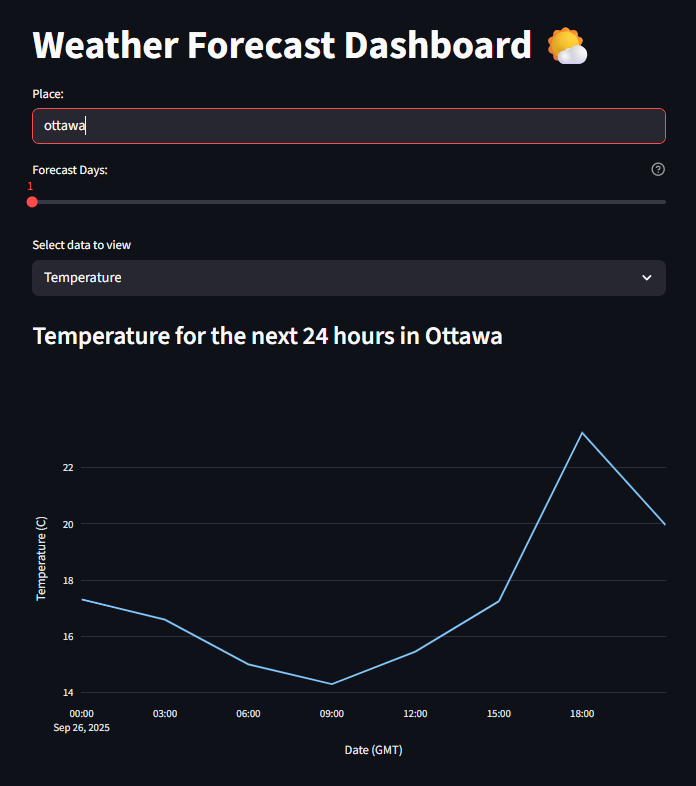 Weather Forecast Dashboard
Place:
ottawa
Forecast Days:
1
Select data to view
Temperature
Temperature for the next 24 hours in Ottawa
22
20
18
16
14
Temperature (C)
00:00 03:00 06:00 09:00 12:00 15:00 18:00
Sep 26, 2025
Date (GMT)